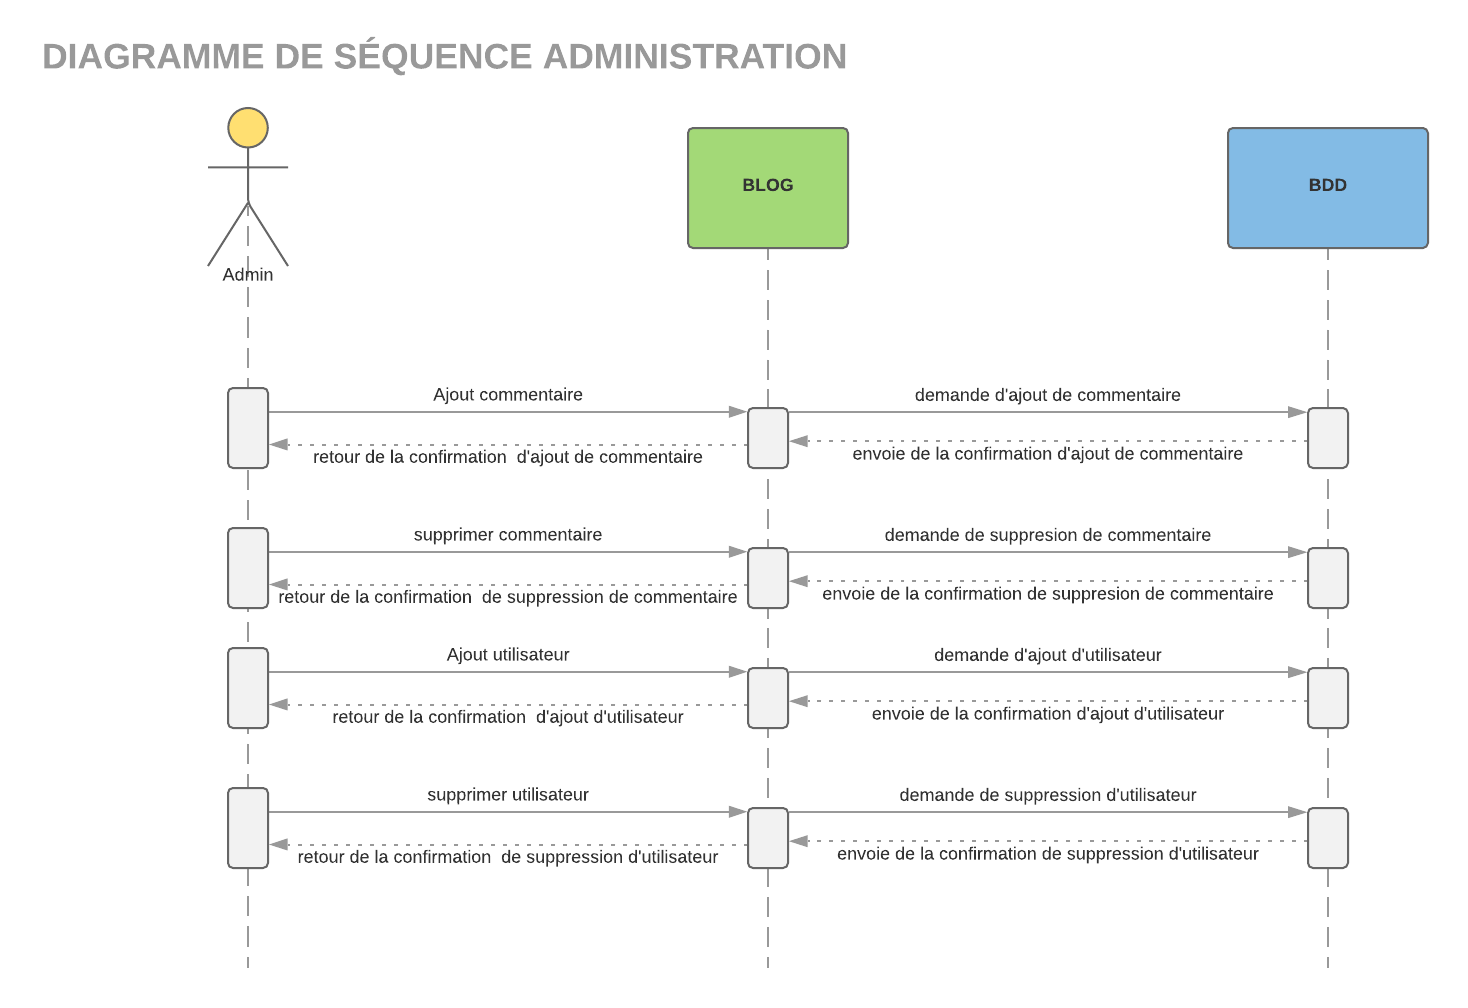 DIAGRAMME DE SÉQUENCE ADMINISTRATION
BLOG
BDD
Admin
Ajout commentaire
demande d'ajout de commentaire
retour de la confirmation  d'ajout de commentaire
envoie de la confirmation d'ajout de commentaire
supprimer commentaire
demande de suppresion de commentaire
retour de la confirmation  de suppression de commentaire
envoie de la confirmation de suppresion de commentaire
Ajout utilisateur
demande d'ajout d'utilisateur
retour de la confirmation  d'ajout d'utilisateur
envoie de la confirmation d'ajout d'utilisateur
supprimer utilisateur
demande de suppression d'utilisateur
retour de la confirmation  de suppression d'utilisateur
envoie de la confirmation de suppression d'utilisateur